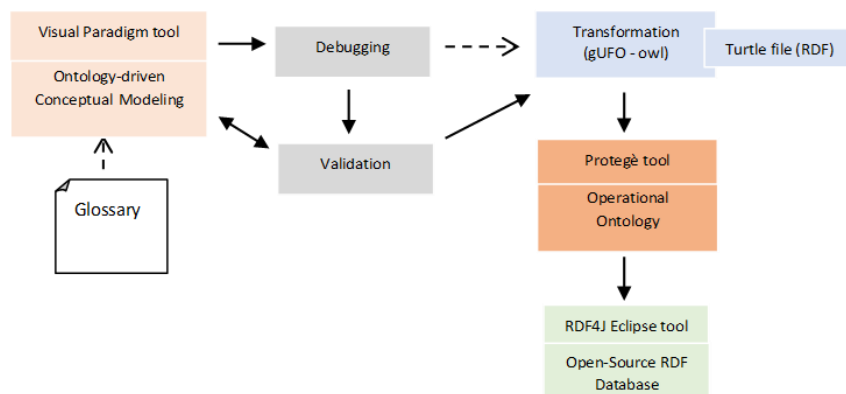 Visual Paradigm tool
Ontology-driven
Conceptual Modeling
Glossary
Debugging
Validation
Transformation
(gUFO - owl)
Turtle file (RDF)
Protegè tool
Operational
Ontology
RDF4J Eclipse tool
Open-Source RDF
Database